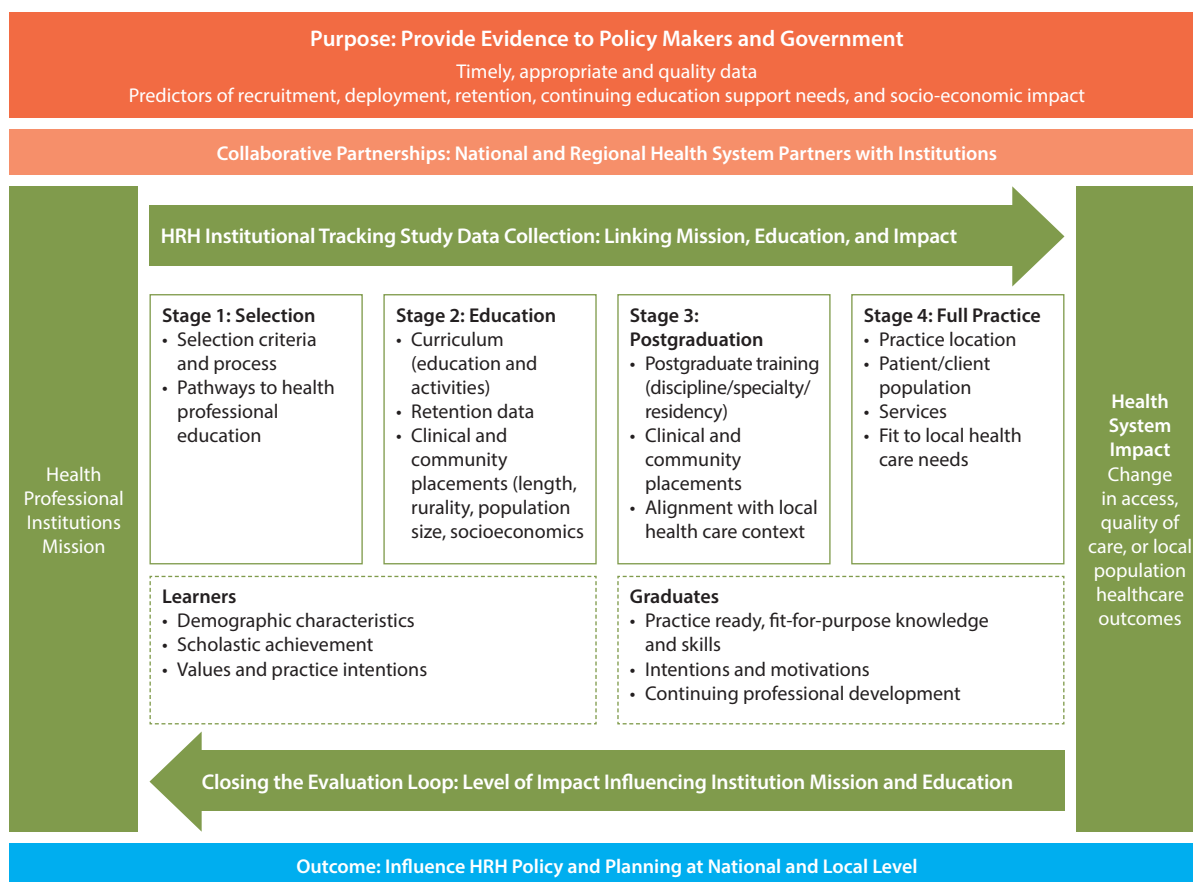 Purpose: Provide Evidence to Policy Makers and Government
Timely, appropriate and quality data
Predictors of recruitment, deployment, retention, continuing education support needs, and socio-economic impact
Collaborative Partnerships: National and Regional Health System Partners with Institutions
Health
Professional
Institutions
Mission
HRH Institutional Tracking Study Data Collection: Linking Mission, Education, and Impact
Stage 1: Selection
• Selection criteria
and process
• Pathways to health
professional
education
Stage 2: Education
• Curriculum
(education and
activities)
• Retention data
• Clinical and
community
placements (length,
rurality, population
size, socioeconomics
Stage 3:
Postgraduation
• Postgraduate training
(discipline/specialty/
residency)
• Clinical and
community
placements
• Alignment with local
health care context
Stage 4: Full Practice
• Practice location
• Patient/client
population
• Services
• Fit to local health
care needs
Learners
• Demographic characteristics
• Scholastic achievement
• Values and practice intentions
Graduates
• Practice ready, fit-for-purpose knowledge
and skills
• Intentions and motivations
• Continuing professional development
Closing the Evaluation Loop: Level of Impact Influencing Institution Mission and Education
Health
System
Impact
Change
in access,
quality of
care, or local
population
healthcare
outcomes
Outcome: Influence HRH Policy and Planning at National and Local Level